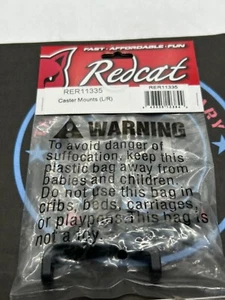 FAST · AFFORDABLE · FUN
Redcat
RER11335
Caster Mounts (L/R)
RER11335
WARNING
To avoid danger of
suffocation, keep this
plastic bag away from
babies and children.
Do not use this bag in
cribs, beds, carriages,
or playpens This bag is
not a toy.